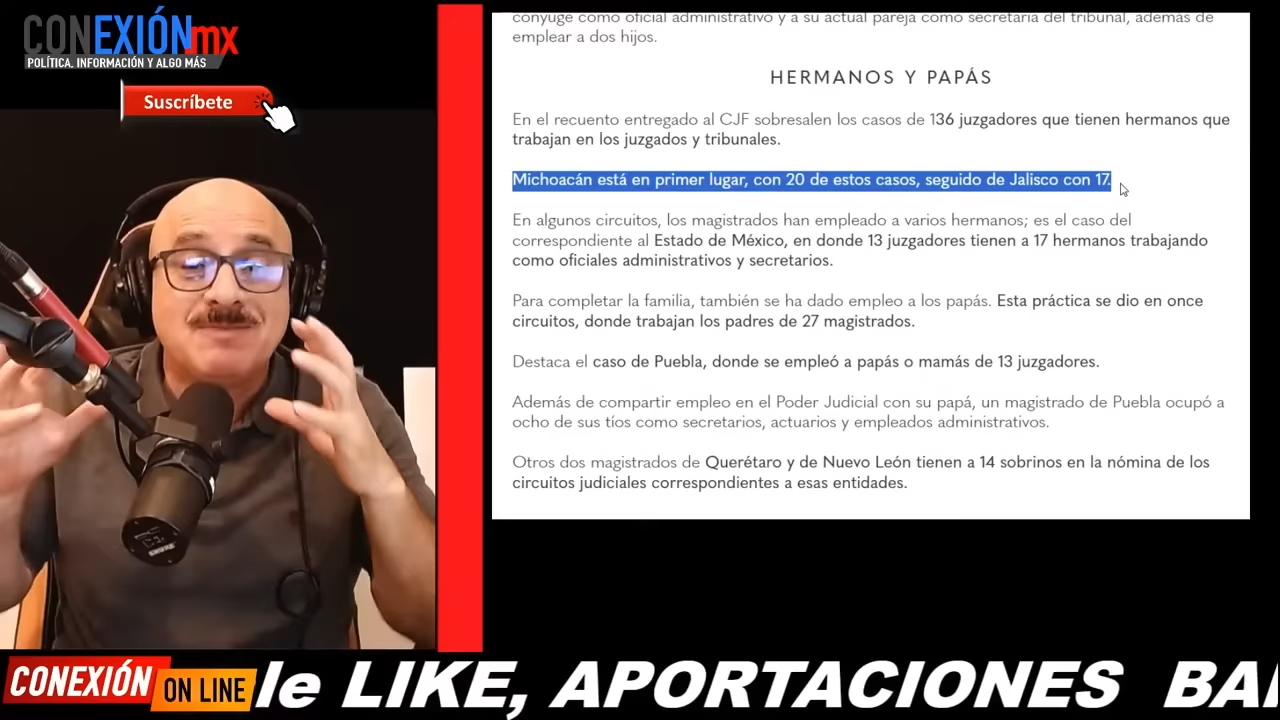 CONEXIÓNmx
POLÍTICA, INFORMACIÓN Y ALGO MÁS
Suscríbete
cónyuge como oficial administrativo y a su actual pareja como secretaria del tribunal, además de
emplear a dos hijos.
HERMANOS Y PAPÁS
En el recuento entregado al CJF sobresalen los casos de 136 juzgadores que tienen hermanos que
trabajan en los juzgados y tribunales.
Michoacán está en primer lugar, con 20 de estos casos, seguido de Jalisco con 17.
En algunos circuitos, los magistrados han empleado a varios hermanos; es el caso del
correspondiente al Estado de México, en donde 13 juzgadores tienen a 17 hermanos trabajando
como oficiales administrativos y secretarios.
Para completar la familia, también se ha dado empleo a los papás. Esta práctica se dio en once
circuitos, donde trabajan los padres de 27 magistrados.
Destaca el caso de Puebla, donde se empleó a papás o mamás de 13 juzgadores.
Además de compartir empleo en el Poder Judicial con su papá, un magistrado de Puebla ocupó a
ocho de sus tíos como secretarios, actuarios y empleados administrativos.
Otros dos magistrados de Querétaro y de Nuevo León tienen a 14 sobrinos en la nómina de los
circuitos judiciales correspondientes a esas entidades.
SHURE
CONEXIÓN ON LINE
le LIKE, APORTACIONES BA